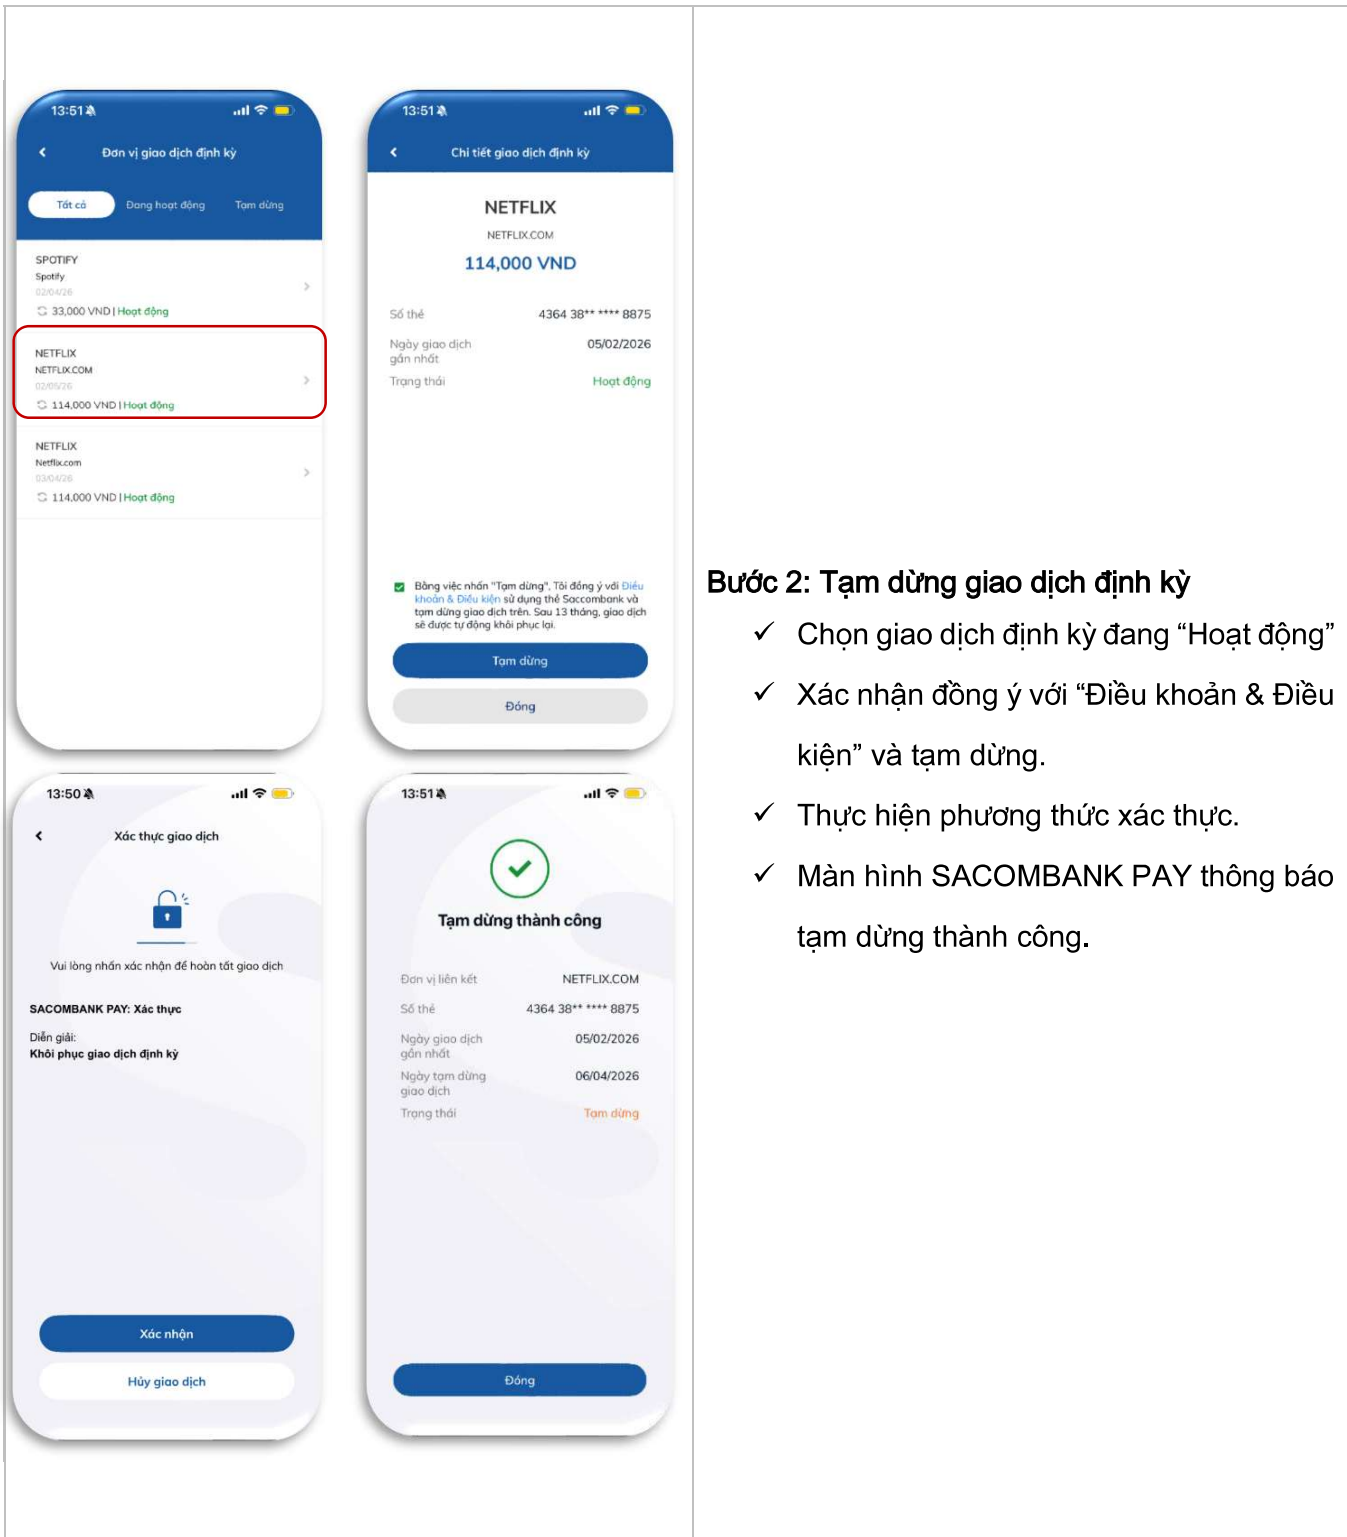 13:51
Đơn vị giao dịch định kỳ
Tất cả
Đang hoạt động
Tạm dừng
SPOTIFY
Spotify
02/04/26
33,000 VND | Hoạt động
NETFLIX
NETFLIX.COM
02/05/26
114,000 VND | Hoạt động
NETFLIX
Netflix.com
03/04/26
114,000 VND | Hoạt động
13:51
Chi tiết giao dịch định kỳ
NETFLIX
NETFLIX.COM
114,000 VND
Số thẻ 4364 38** **** 8875
Ngày giao dịch 05/02/2026
gần nhất
Trạng thái Hoạt động
Bằng việc nhấn "Tạm dừng", Tôi đồng ý với Điều
khoản & Điều kiện sử dụng thẻ Saccombank và
tạm dừng giao dịch trên. Sau 13 tháng, giao dịch
sẽ được tự động khôi phục lại.
Tạm dừng
Đóng
13:50
Xác thực giao dịch
Vui lòng nhấn xác nhận để hoàn tất giao dịch
SACOMBANK PAY: Xác thực
Diễn giải:
Khôi phục giao dịch định kỳ
Xác nhận
Hủy giao dịch
13:51
Tạm dừng thành công
Đơn vị liên kết NETFLIX.COM
Số thẻ 4364 38** **** 8875
Ngày giao dịch 05/02/2026
gần nhất
Ngày tạm dừng 06/04/2026
giao dịch
Trạng thái Tạm dừng
Đóng
Bước 2: Tạm dừng giao dịch định kỳ
✓ Chọn giao dịch định kỳ đang “Hoạt động”
✓ Xác nhận đồng ý với “Điều khoản & Điều
kiện” và tạm dừng.
✓ Thực hiện phương thức xác thực.
✓ Màn hình SACOMBANK PAY thông báo
tạm dừng thành công.